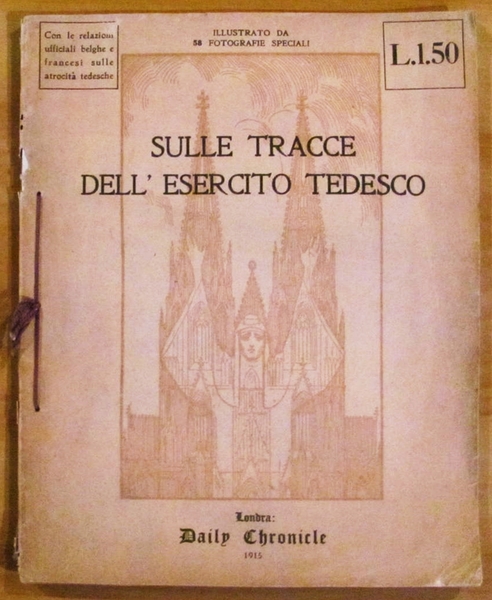 Con le relazioni
ufficiali belghe e
francesi sulle
atrocità tedesche
ILLUSTRATO DA
58 FOTOGRAFIE SPECIALI
L.1.50
SULLE TRACCE
DELL' ESERCITO TEDESCO
Londra:
Daily Chronicle
1915